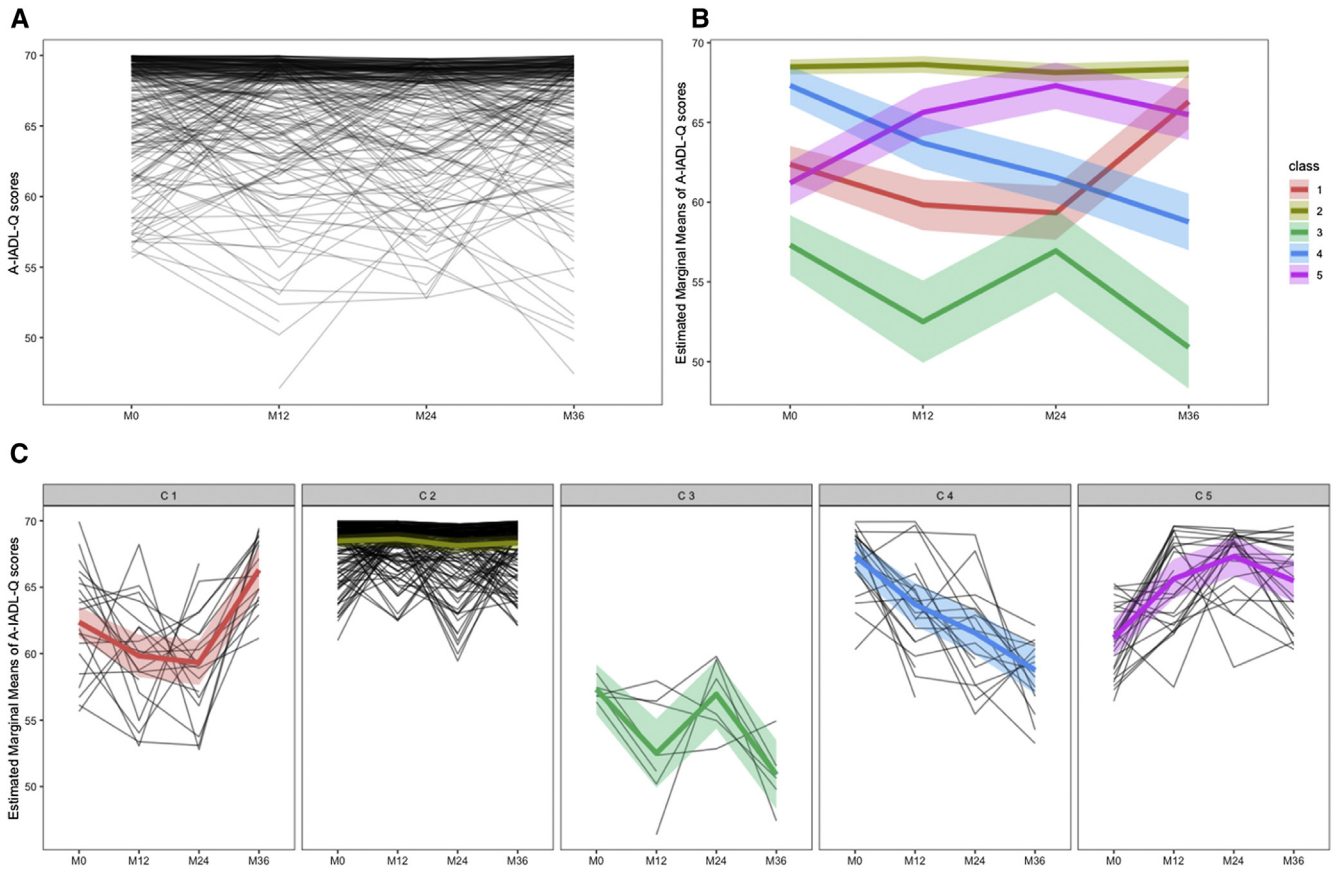 A
A-IADL-Q scores
70
65
60
55
50
M0 M12 M24 M36
B
Estimated Marginal Means of A-IADL-Q scores
70
65
60
55
50
M0 M12 M24 M36
class
1
2
3
4
5
C
Estimated Marginal Means of A-IADL-Q scores
C 1 C 2 C 3 C 4 C 5
70
65
60
55
50
M0 M12 M24 M36 M0 M12 M24 M36 M0 M12 M24 M36 M0 M12 M24 M36 M0 M12 M24 M36